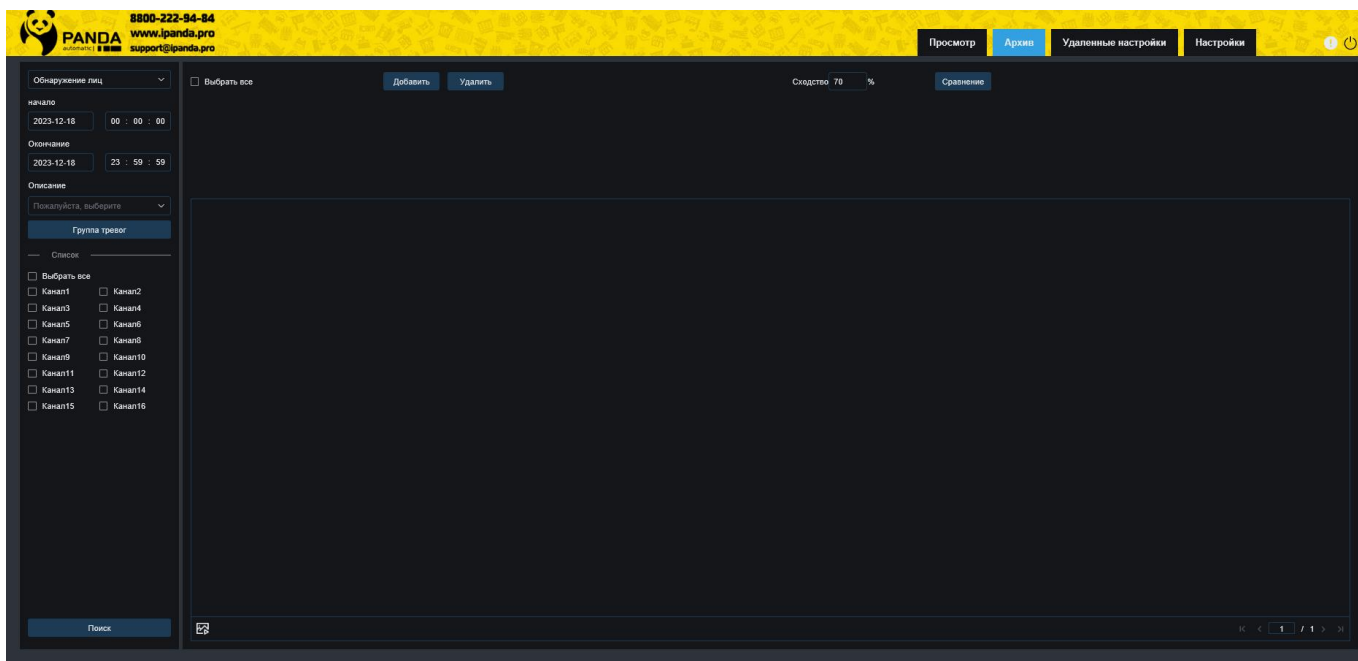 8800-222-94-84
PANDA www.ipanda.pro
automatic support@ipanda.pro
Просмотр Архив Удаленные настройки Настройки
Обнаружение лиц
Выбрать все Добавить Удалить Сходство 70 % Сравнение
начало
2023-12-18 00 : 00 : 00
Окончание
2023-12-18 23 : 59 : 59
Описание
Пожалуйста, выберите
Группа тревог
Список
Выбрать все
Канал1 Канал2
Канал3 Канал4
Канал5 Канал6
Канал7 Канал8
Канал9 Канал10
Канал11 Канал12
Канал13 Канал14
Канал15 Канал16
Поиск
1 / 1